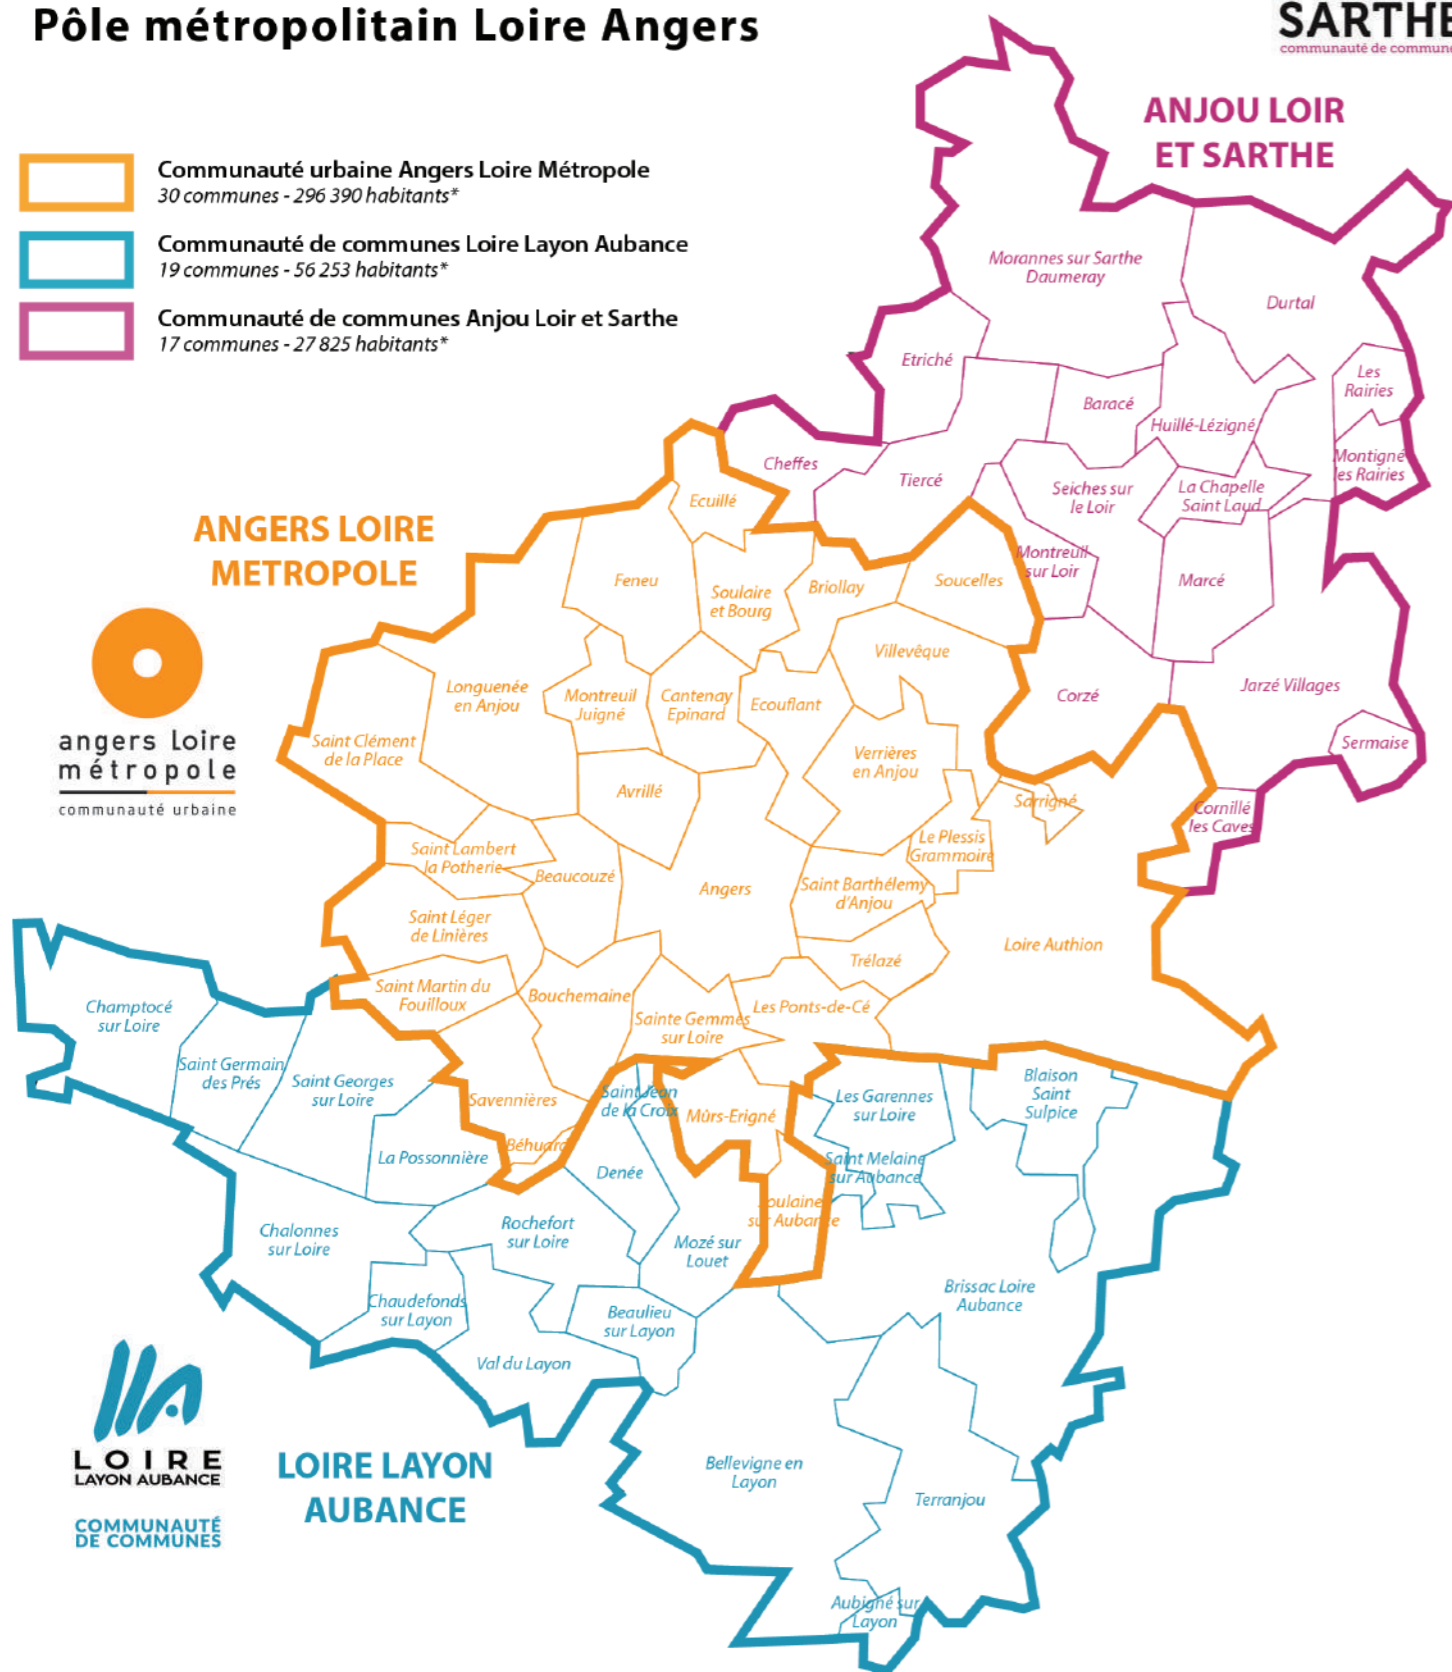 Pôle métropolitain Loire Angers
SARTHE
communauté de commune
Communauté urbaine Angers Loire Métropole
30 communes - 296 390 habitants*
Communauté de communes Loire Layon Aubance
19 communes - 56 253 habitants*
Communauté de communes Anjou Loir et Sarthe
17 communes - 27 825 habitants*
ANJOU LOIR
ET SARTHE
Morannes sur Sarthe
Daumeray
Durtal
Etriché
Les
Rairies
Baracé
Huillé-Lézigné
Cheffes
Tiercé
Montigné
les Rairies
Seiches sur
le Loir
La Chapelle
Saint Laud
Montreuil
sur Loir
Marcé
Corzé
Jarzé Villages
Sermaise
Cornillé
les Caves
ANGERS LOIRE
METROPOLE
angers Loire
métropole
communauté urbaine
Ecuillé
Feneu
Soulaire
et Bourg
Briollay
Soucelles
Villevêque
Longuenée
en Anjou
Montreuil
Juigné
Cantenay
Epinard
Ecouflant
Saint Clément
de la Place
Verrières
en Anjou
Avrillé
Sarrigné
Le Plessis
Grammoire
Saint Lambert
la Potherie
Beaucouzé
Angers
Saint Barthélemy
d'Anjou
Saint Léger
de Linières
Loire Authion
Trélazé
Saint Martin du
Fouilloux
Bouchemaine
Sainte Gemmes
sur Loire
Les Ponts-de-Cé
Savennières
Béhuard
Mûrs-Erigné
Soulaines
sur Aubance
Champtocé
sur Loire
Saint Germain
des Prés
Saint Georges
sur Loire
Saint Jean
de la Croix
Les Garennes
sur Loire
Blaison
Saint
Sulpice
La Possonnière
Denée
Saint Melaine
sur Aubance
Chalonnes
sur Loire
Rochefort
sur Loire
Mozé sur
Louet
Brissac Loire
Aubance
Chaudefonds
sur Layon
Beaulieu
sur Layon
Val du Layon
Bellevigne en
Layon
Terranjou
Aubigné sur
Layon
LOIRE
LAYON AUBANCE
COMMUNAUTÉ
DE COMMUNES
LOIRE LAYON
AUBANCE